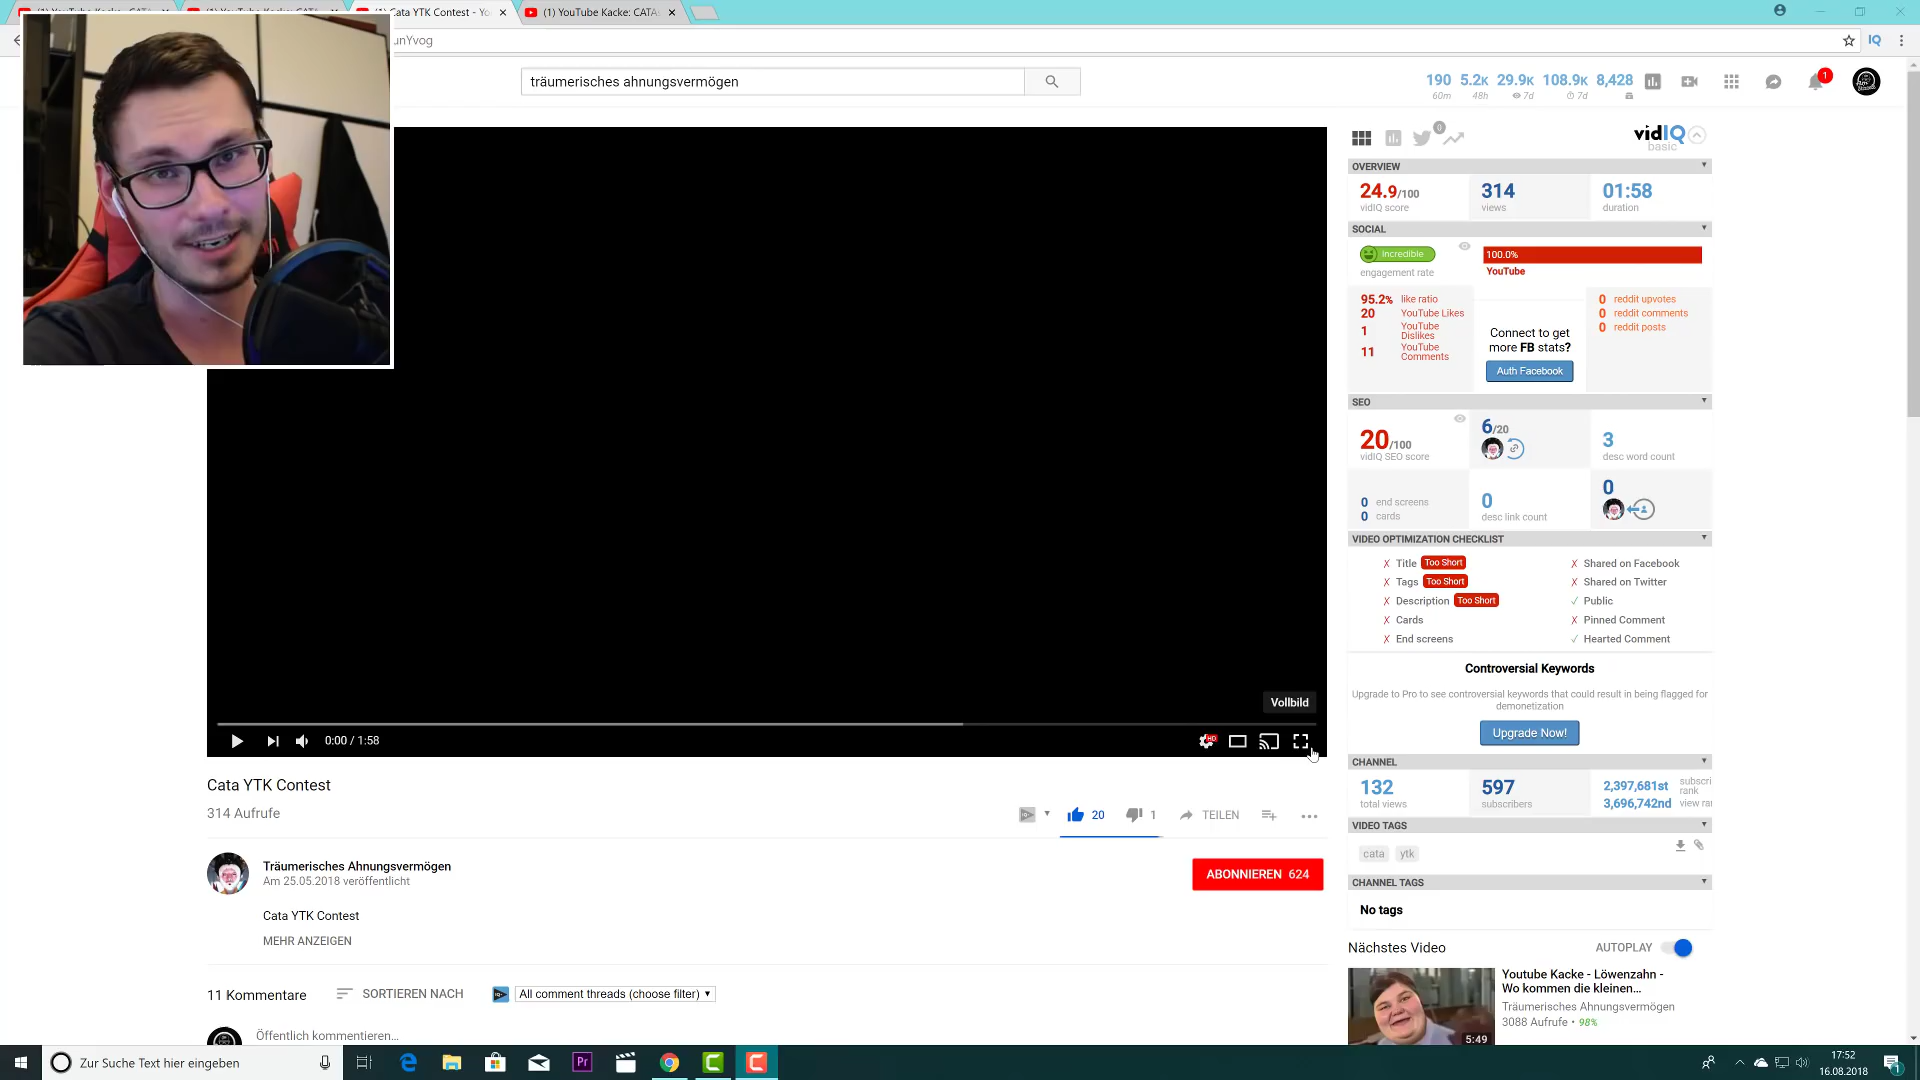 Cata YTK Contest - Yo
(1) YouTube Kacke: CATA
unYvog
IQ
träumerisches ahnungsvermögen
190 5.2K 29.9K 108.9K 8,428
60m 48h 7d 7d
1
vidIQ
basic
0
OVERVIEW
24.9/100
vidIQ score
314
views
01:58
duration
SOCIAL
Incredible
engagement rate
100.0%
YouTube
95.2% like ratio
20 YouTube Likes
1 YouTube Dislikes
11 YouTube Comments
Connect to get
more FB stats?
Auth Facebook
0 reddit upvotes
0 reddit comments
0 reddit posts
SEO
20/100
vidIQ SEO score
6/20
3
desc word count
0 end screens
0 cards
0
desc link count
0
VIDEO OPTIMIZATION CHECKLIST
✗ Title Too Short
✗ Tags Too Short
✗ Description Too Short
✗ Cards
✗ End screens
✗ Shared on Facebook
✗ Shared on Twitter
✓ Public
✗ Pinned Comment
✓ Hearted Comment
Controversial Keywords
Upgrade to Pro to see controversial keywords that could result in being flagged for
demonetization
Upgrade Now!
Vollbild
0:00 / 1:58
HD
CHANNEL
132
total views
597
subscribers
2,397,681st subscri
rank
3,696,742nd view ra
VIDEO TAGS
cata ytk
CHANNEL TAGS
No tags
Cata YTK Contest
314 Aufrufe
20 1 TEILEN
Träumerisches Ahnungsvermögen
Am 25.05.2018 veröffentlicht
ABONNIEREN 624
Cata YTK Contest
MEHR ANZEIGEN
11 Kommentare SORTIEREN NACH All comment threads (choose filter)
Öffentlich kommentieren...
Nächstes Video AUTOPLAY
Youtube Kacke - Löwenzahn -
Wo kommen die kleinen...
Träumerisches Ahnungsvermögen
3088 Aufrufe • 98%
5:49
Zur Suche Text hier eingeben
Pr
17:52
16.08.2018
1